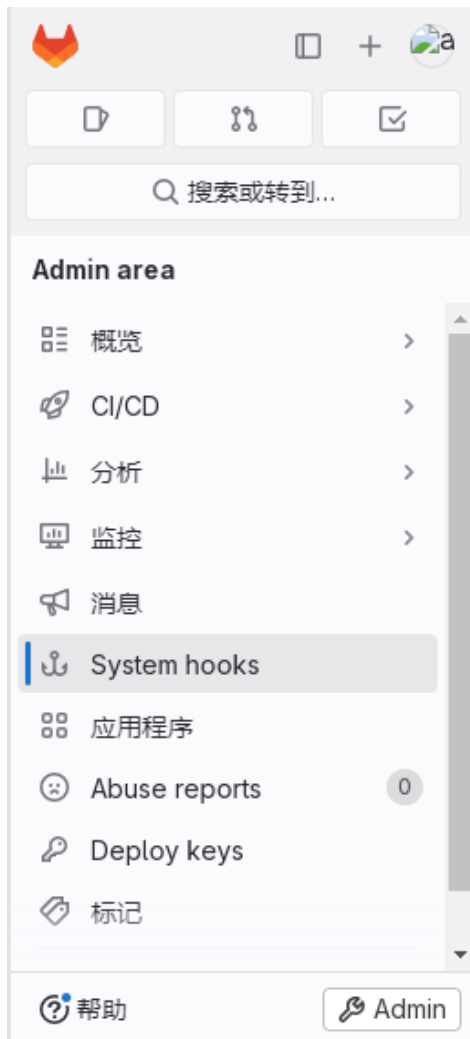 a
搜索或转到...
Admin area
概览
CI/CD
分析
监控
消息
System hooks
应用程序
Abuse reports 0
Deploy keys
标记
帮助 Admin